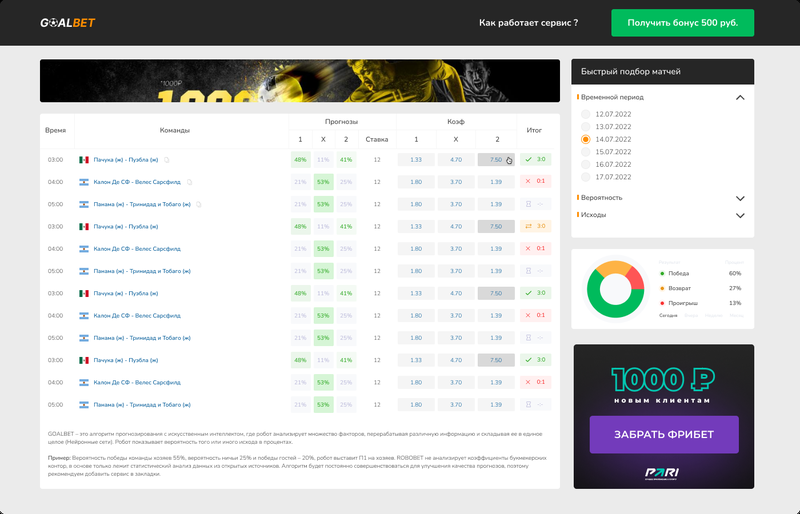 GOALBET
Как работает сервис ?
Получить бонус 500 руб.
1000₽
1000
Время Команды Прогнозы Коэф Итог
1 X 2 Ставка 1 X 2
03:00 Пачука (ж) - Пуэбла (ж) 48% 11% 41% 12 1.33 4.70 7.50 3:0
04:00 Калон Де СФ - Велес Сарсфилд 21% 53% 25% 12 1.80 3.70 1.39 0:1
05:00 Панама (ж) - Тринидад и Тобаго (ж) 21% 53% 25% 12 1.80 3.70 1.39
03:00 Пачука (ж) - Пуэбла (ж) 48% 11% 41% 12 1.33 4.70 7.50 3:0
04:00 Калон Де СФ - Велес Сарсфилд 21% 53% 25% 12 1.80 3.70 1.39 0:1
05:00 Панама (ж) - Тринидад и Тобаго (ж) 21% 53% 25% 12 1.80 3.70 1.39
03:00 Пачука (ж) - Пуэбла (ж) 48% 11% 41% 12 1.33 4.70 7.50 3:0
04:00 Калон Де СФ - Велес Сарсфилд 21% 53% 25% 12 1.80 3.70 1.39 0:1
05:00 Панама (ж) - Тринидад и Тобаго (ж) 21% 53% 25% 12 1.80 3.70 1.39
03:00 Пачука (ж) - Пуэбла (ж) 48% 11% 41% 12 1.33 4.70 7.50 3:0
04:00 Калон Де СФ - Велес Сарсфилд 21% 53% 25% 12 1.80 3.70 1.39 0:1
05:00 Панама (ж) - Тринидад и Тобаго (ж) 21% 53% 25% 12 1.80 3.70 1.39
GOALBET – это алгоритм прогнозирования с искусственным интеллектом, где робот анализирует множество факторов, перерабатывая различную информацию и складывая ее в единое
целое (Нейронные сети). Робот показывает вероятность того или иного исхода в процентах.
Пример: Вероятность победы команды хозяев 55%, вероятность ничьи 25% и победы гостей – 20%, робот выставит П1 на хозяев. ROBOBET не анализирует коэффициенты букмекерских
контор, в основе только лежит статистический анализ данных из открытых источников. Алгоритм будет постоянно совершенствоваться для улучшения качества прогнозов, поэтому
рекомендуем добавить сервис в закладки.
Быстрый подбор матчей
Временной период
12.07.2022
13.07.2022
14.07.2022
15.07.2022
16.07.2022
17.07.2022
Вероятность
Исходы
Победа 60%
Возврат 27%
Проигрыш 13%
Сегодня
1000 ₽
новым клиентам
ЗАБРАТЬ ФРИБЕТ
PARI